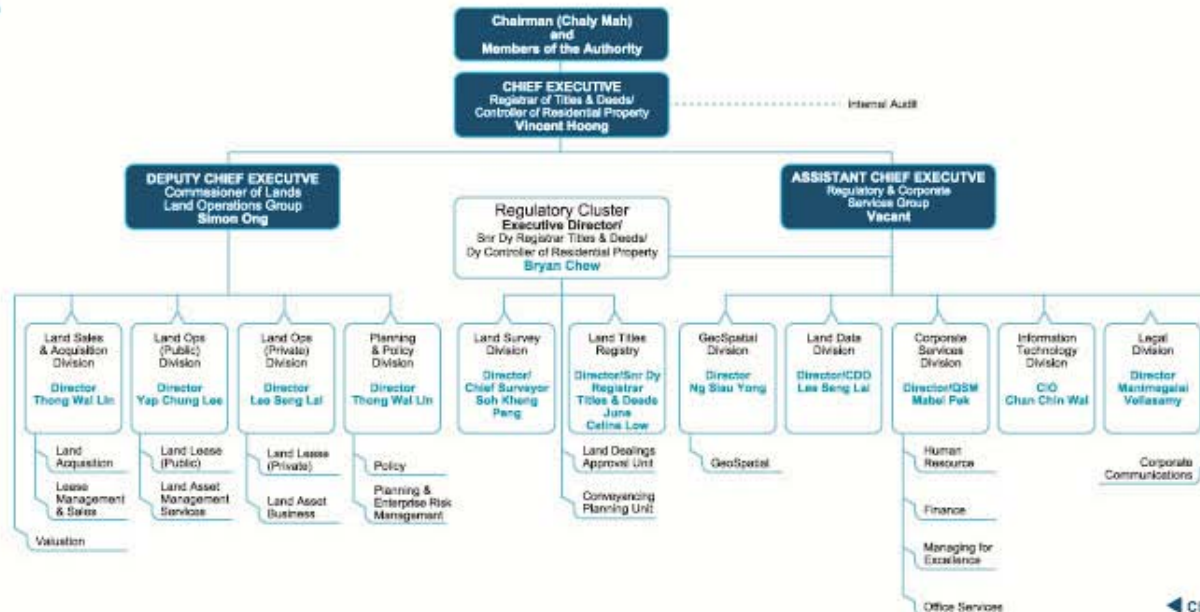 Chairman (Chaly Mah)
and
Members of the Authority
CHIEF EXECUTIVE
Registrar of Titles & Deeds/
Controller of Residential Property
Vincent Hoong
Internal Audit
DEPUTY CHIEF EXECUTVE
Commssioner of Lands
Land Operations Group
Simon Ong
ASSISTANT CHIEF EXECUTVE
Regulatory & Corporate
Services Group
Vacant
Regulatory Cluster
Executive Director/
Snr Dy Registrar Titles & Deeds/
Dy Controller of Residential Property
Bryan Chew
Land Sales
& Acquisition
Division
Director
Thong Wai Lin
Land Ops
(Public)
Division
Director
Yap Chung Lee
Land Ops
(Private)
Division
Director
Lee Seng Lai
Planning
& Policy
Division
Director
Thong Wai Lin
Land Survey
Division
Director/
Chief Surveyor
Soh Kheng
Peng
Land Titles
Registry
Director/Snr Dy
Registrar
Titles & Deeds
June
Celine Low
GeoSpatial
Division
Director
Ng Siau Yong
Land Data
Division
Director/CDO
Lee Seng Lai
Corporate
Services
Division
Director/QSM
Mabel Pek
Information
Technology
Division
CIO
Chan Chin Wai
Legal
Division
Director
Manimegalai
Vellasamy
Land
Acquisition
Lease
Management
& Sales
Valuation
Land Lease
(Public)
Land Asset
Management
Services
Land Lease
(Private)
Land Asset
Business
Policy
Planning &
Enterprise Risk
Management
Land Dealings
Approval Unit
Conveyancing
Planning Unit
GeoSpatial
Human
Resource
Finance
Managing for
Excellence
Office Services
Corporate
Communications